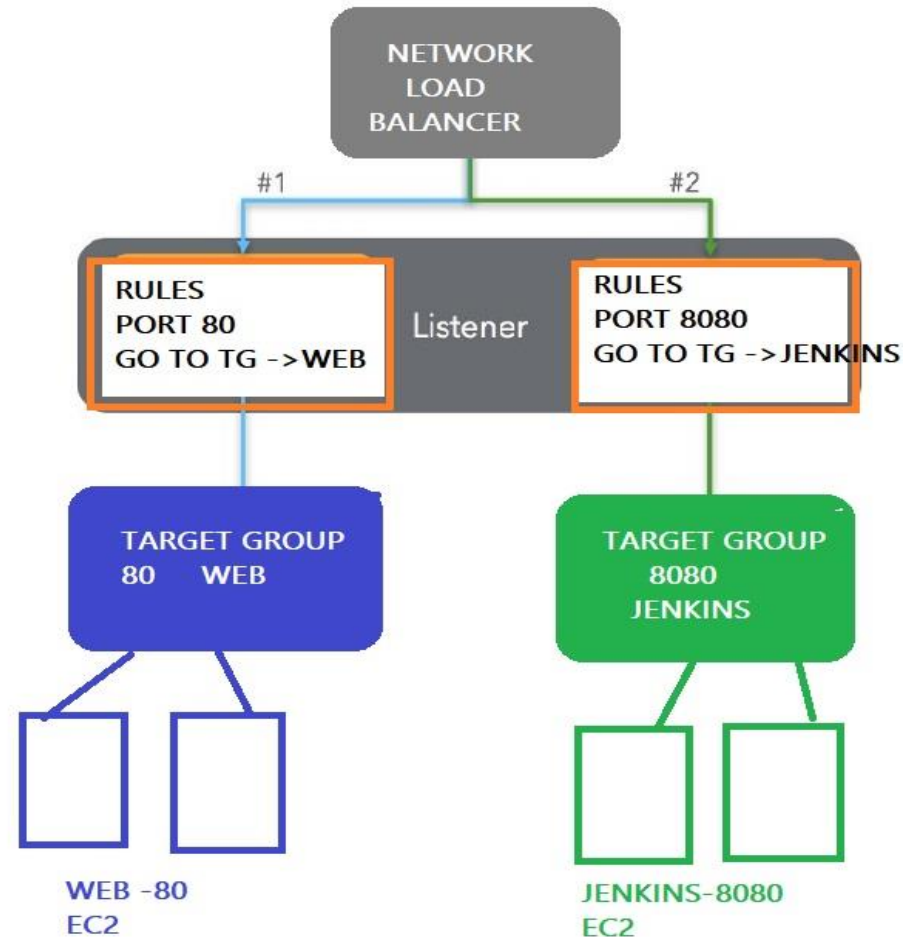 NETWORK
LOAD
BALANCER
#1
#2
RULES
PORT 80
GO TO TG ->WEB
Listener
RULES
PORT 8080
GO TO TG ->JENKINS
TARGET GROUP
80 WEB
TARGET GROUP
8080
JENKINS
WEB -80
EC2
JENKINS-8080
EC2